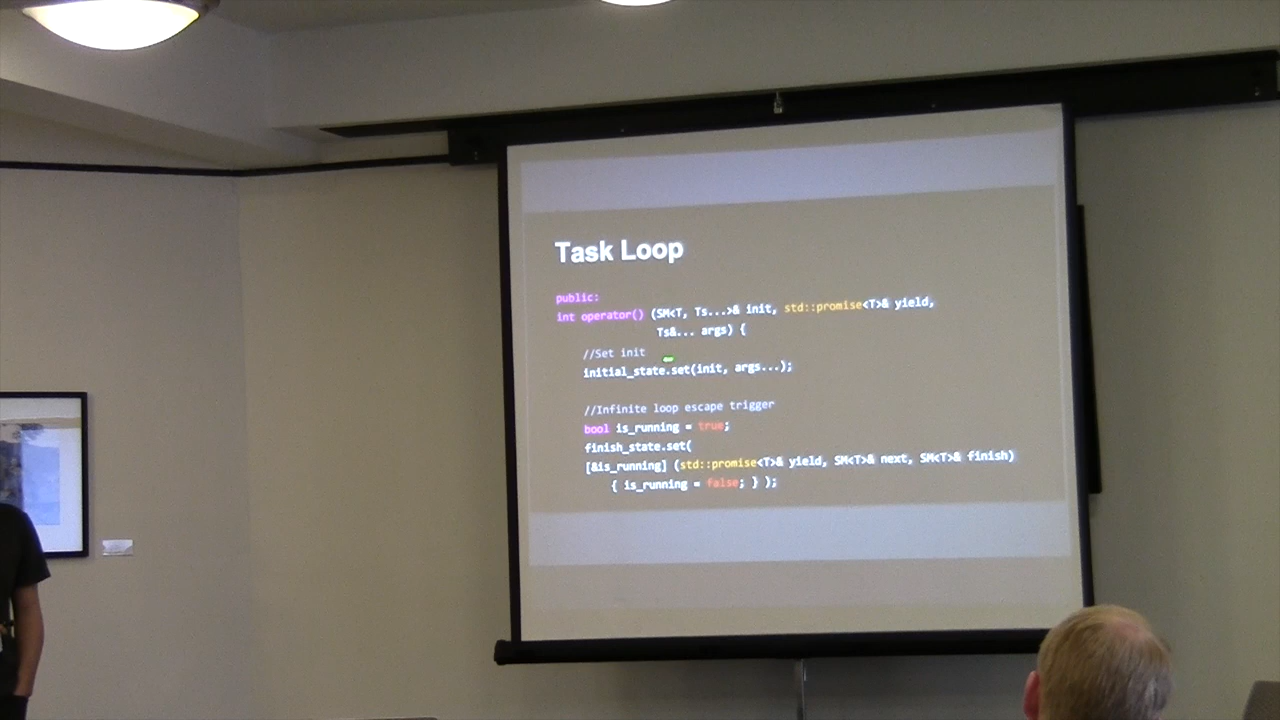 Task Loop
public:
int operator() (SM<T, Ts...>& init, std::promise<T>& yield,
Ts&... args) {
//Set init
initial_state.set(init, args...);
//Infinite loop escape trigger
bool is_running = true;
finish_state.set(
[&is_running] (std::promise<T>& yield, SM<T>& next, SM<T>& finish)
{ is_running = false; } );